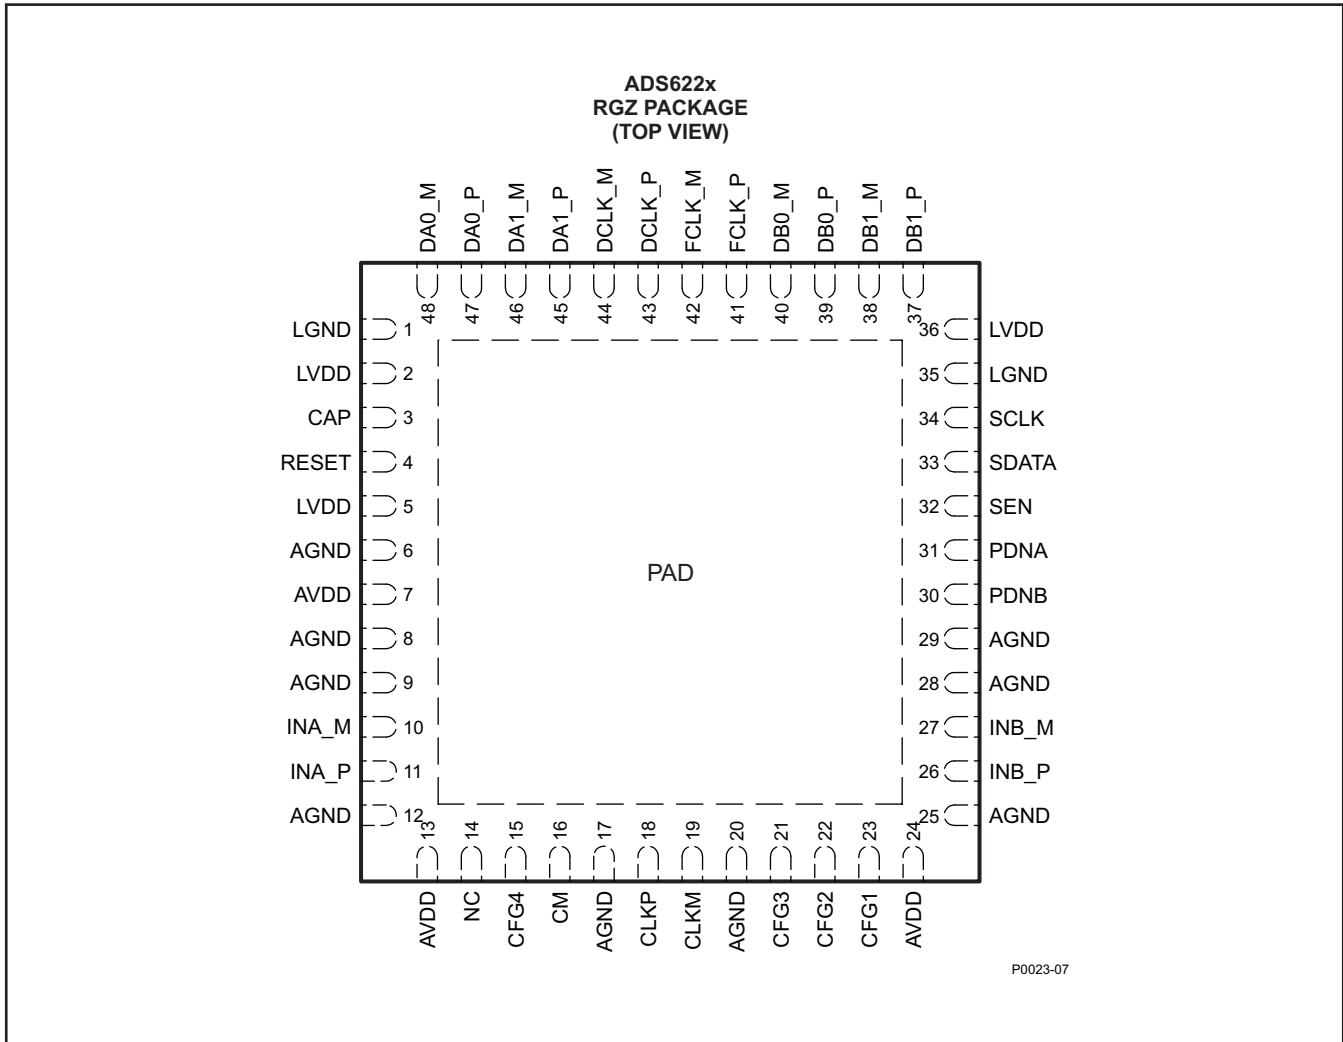 ADS622x
RGZ PACKAGE
(TOP VIEW)
DA0_M
DA0_P
DA1_M
DA1_P
DCLK_M
DCLK_P
FCLK_M
FCLK_P
DB0_M
DB0_P
DB1_M
DB1_P
48
47
46
45
44
43
42
41
40
39
38
37
LGND 1
LVDD 2
CAP 3
RESET 4
LVDD 5
AGND 6
AVDD 7
AGND 8
AGND 9
INA_M 10
INA_P 11
AGND 12
PAD
36 LVDD
35 LGND
34 SCLK
33 SDATA
32 SEN
31 PDNA
30 PDNB
29 AGND
28 AGND
27 INB_M
26 INB_P
25 AGND
13
14
15
16
17
18
19
20
21
22
23
24
AVDD
NC
CFG4
CM
AGND
CLKP
CLKM
AGND
CFG3
CFG2
CFG1
AVDD
P0023-07